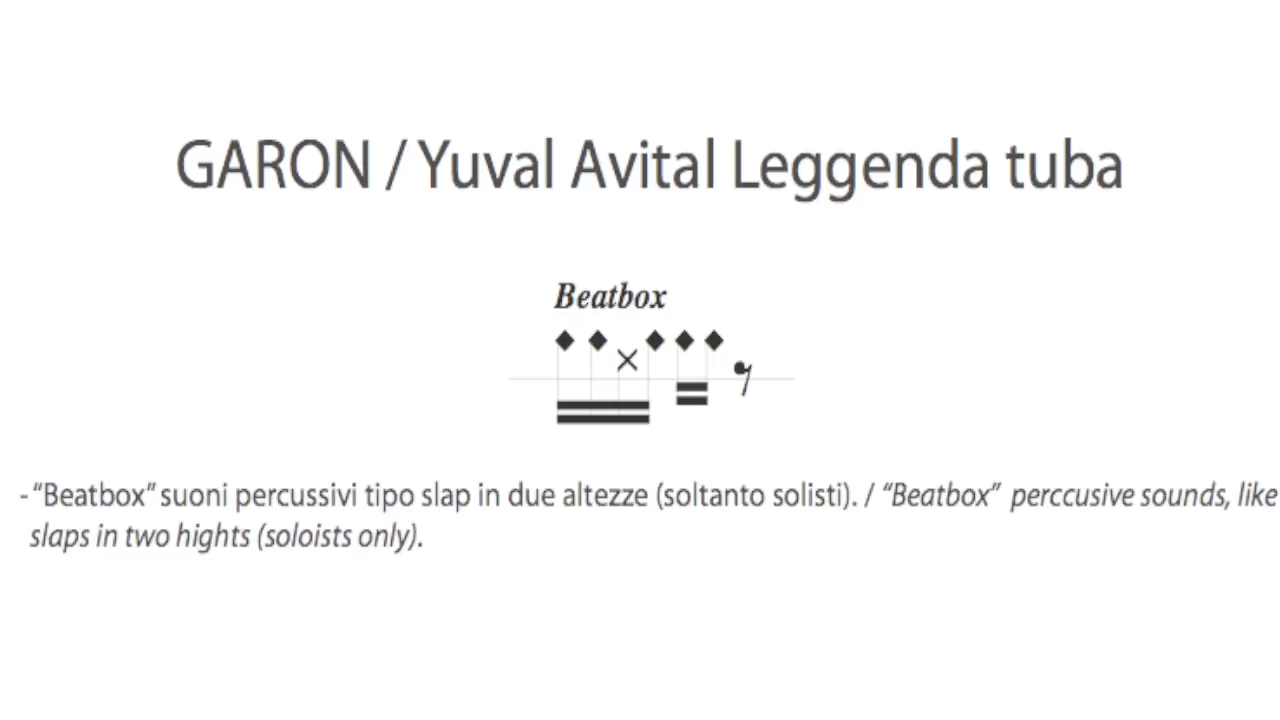 GARON / Yuval Avital Leggenda tuba
Beatbox
- “Beatbox” suoni percussivi tipo slap in due altezze (soltanto solisti). / “Beatbox” perccusive sounds, like
slaps in two hights (soloists only).